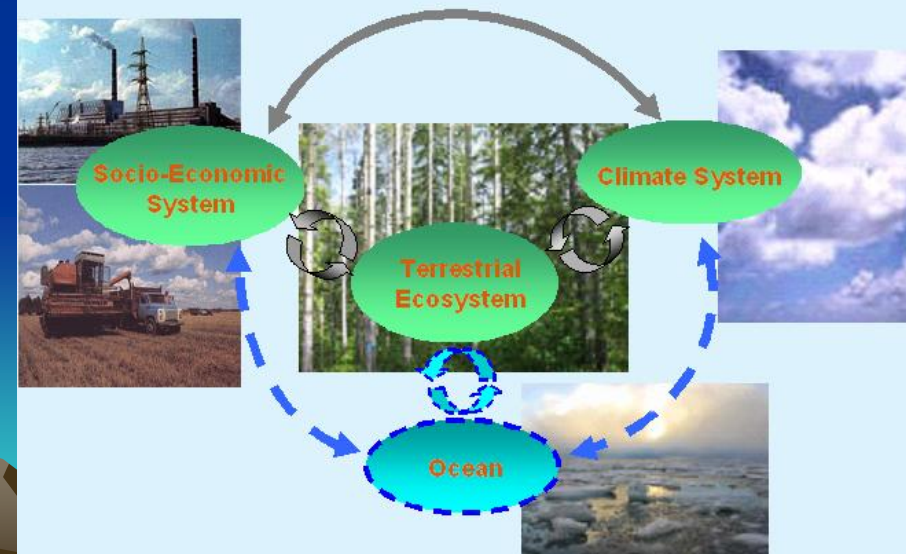 Socio-Economic
System
Climate System
Terrestrial
Ecosystem
Ocean